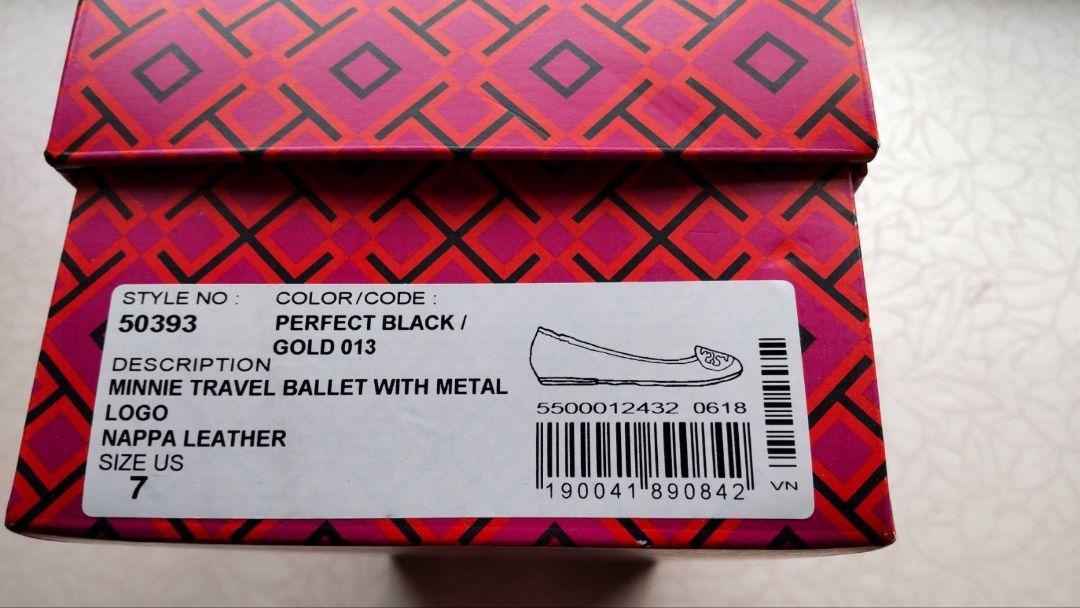 STYLE NO :
50393
COLOR/CODE :
PERFECT BLACK /
GOLD 013
DESCRIPTION
MINNIE TRAVEL BALLET WITH METAL
LOGO
NAPPA LEATHER
SIZE US
7
5500012432 0618
190041 890842
VN